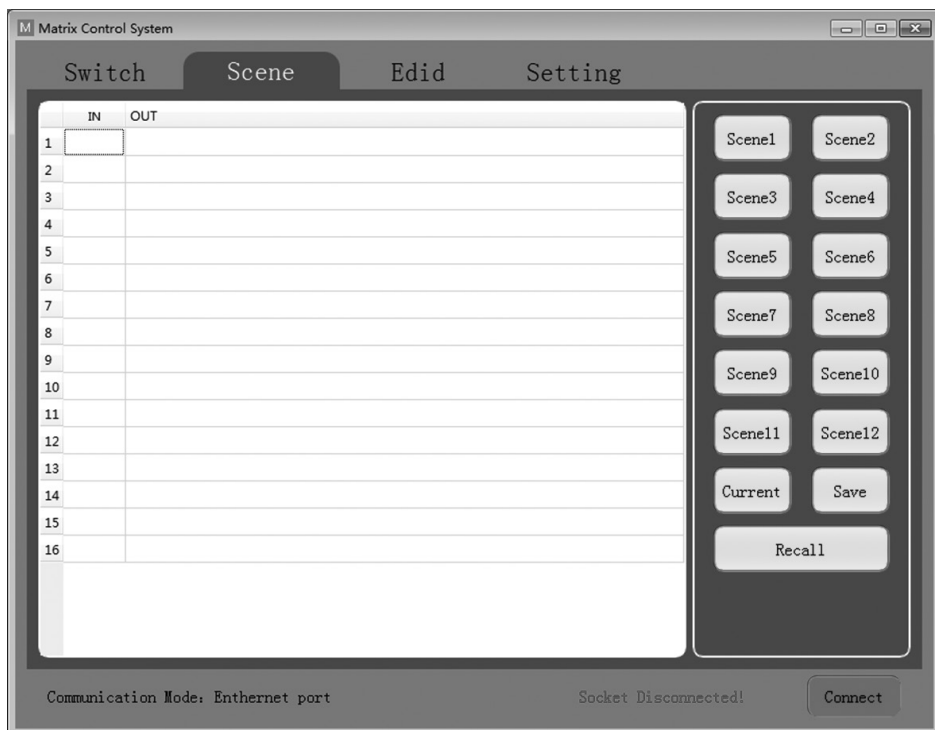 M Matrix Control System
Switch Scene Edid Setting
IN OUT
1
2
3
4
5
6
7
8
9
10
11
12
13
14
15
16
Scene1 Scene2
Scene3 Scene4
Scene5 Scene6
Scene7 Scene8
Scene9 Scene10
Scene11 Scene12
Current Save
Recall
Communication Mode: Enthernet port Socket Disconnected! Connect